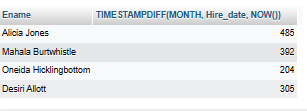 Ename TIMESTAMPDIFF(MONTH, Hire_date, NOW())
Alicia Jones 485
Mahala Burtwhistle 392
Oneida Hicklingbottom 204
Desiri Allott 305